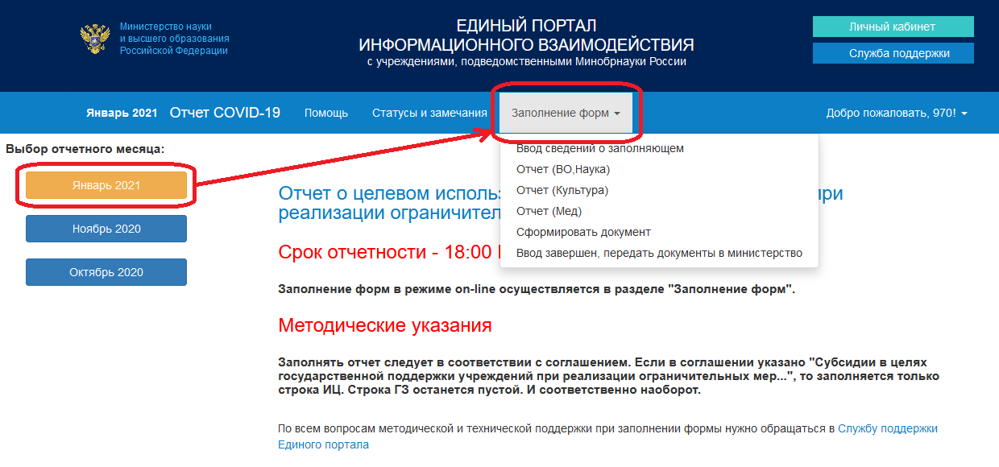 Министерство науки
и высшего образования
Российской Федерации
ЕДИНЫЙ ПОРТАЛ
ИНФОРМАЦИОННОГО ВЗАИМОДЕЙСТВИЯ
с учреждениями, подведомственными Минобрнауки России
Личный кабинет
Служба поддержки
Январь 2021 Отчет COVID-19 Помощь Статусы и замечания Заполнение форм Добро пожаловать, 970!
Выбор отчетного месяца:
Январь 2021
Ноябрь 2020
Октябрь 2020
Ввод сведений о заполняющем
Отчет (ВО,Наука)
Отчет (Культура)
Отчет (Мед)
Сформировать документ
Ввод завершен, передать документы в министерство
Отчет о целевом при
реализации
Срок отчетности - 18:00
Заполнение форм в режиме on-line осуществляется в разделе "Заполнение форм".
Методические указания
Заполнять отчет следует в соответствии с соглашением. Если в соглашении указано "Субсидии в целях
государственной поддержки учреждений при реализации ограничительных мер...", то заполняется только
строка ИЦ. Строка ГЗ останется пустой. И соответственно наоборот.
По всем вопросам методической и технической поддержки при заполнении формы нужно обращаться в Службу поддержки
Единого портала